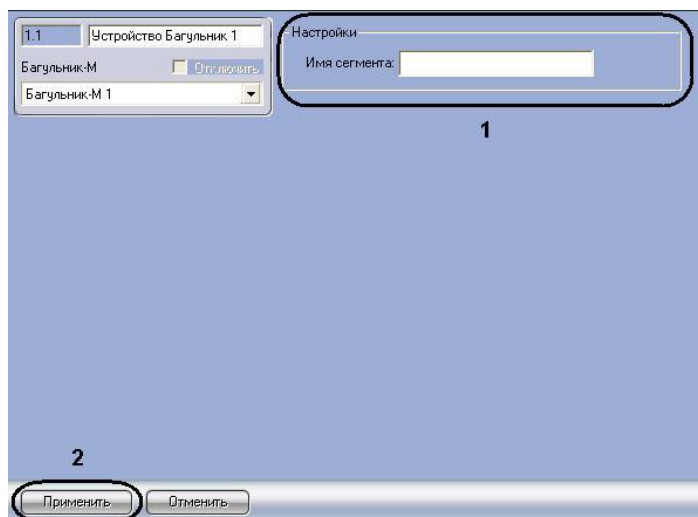 1.1 Устройство Багульник 1
Багульник-М Отключить
Багульник-М 1
Настройки
Имя сегмента:
1
2
Применить Отменить